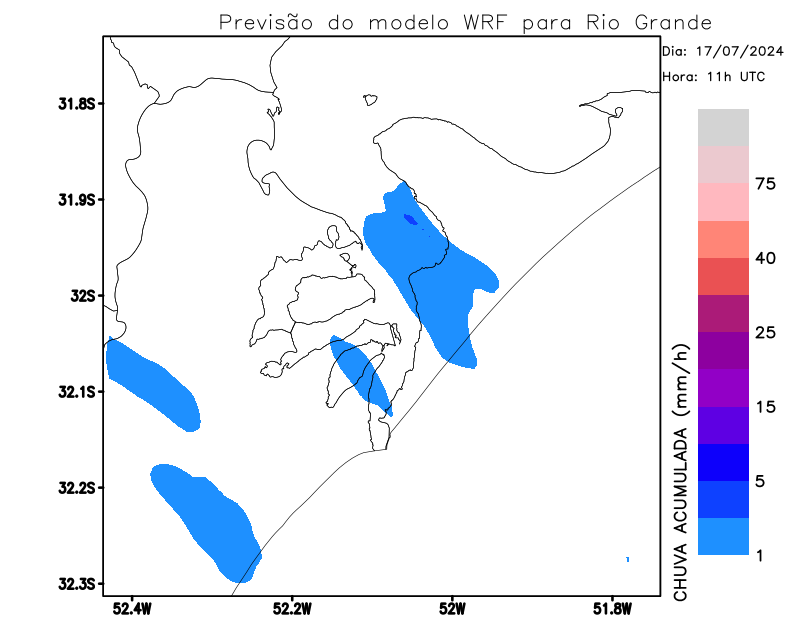 Previsão do modelo WRF para Rio Grande
Dia: 17/07/2024
Hora: 11h UTC
31.8S
31.9S
32S
32.1S
32.2S
32.3S
52.4W
52.2W
52W
51.8W
CHUVA ACUMULADA (mm/h)
75
40
25
15
5
1